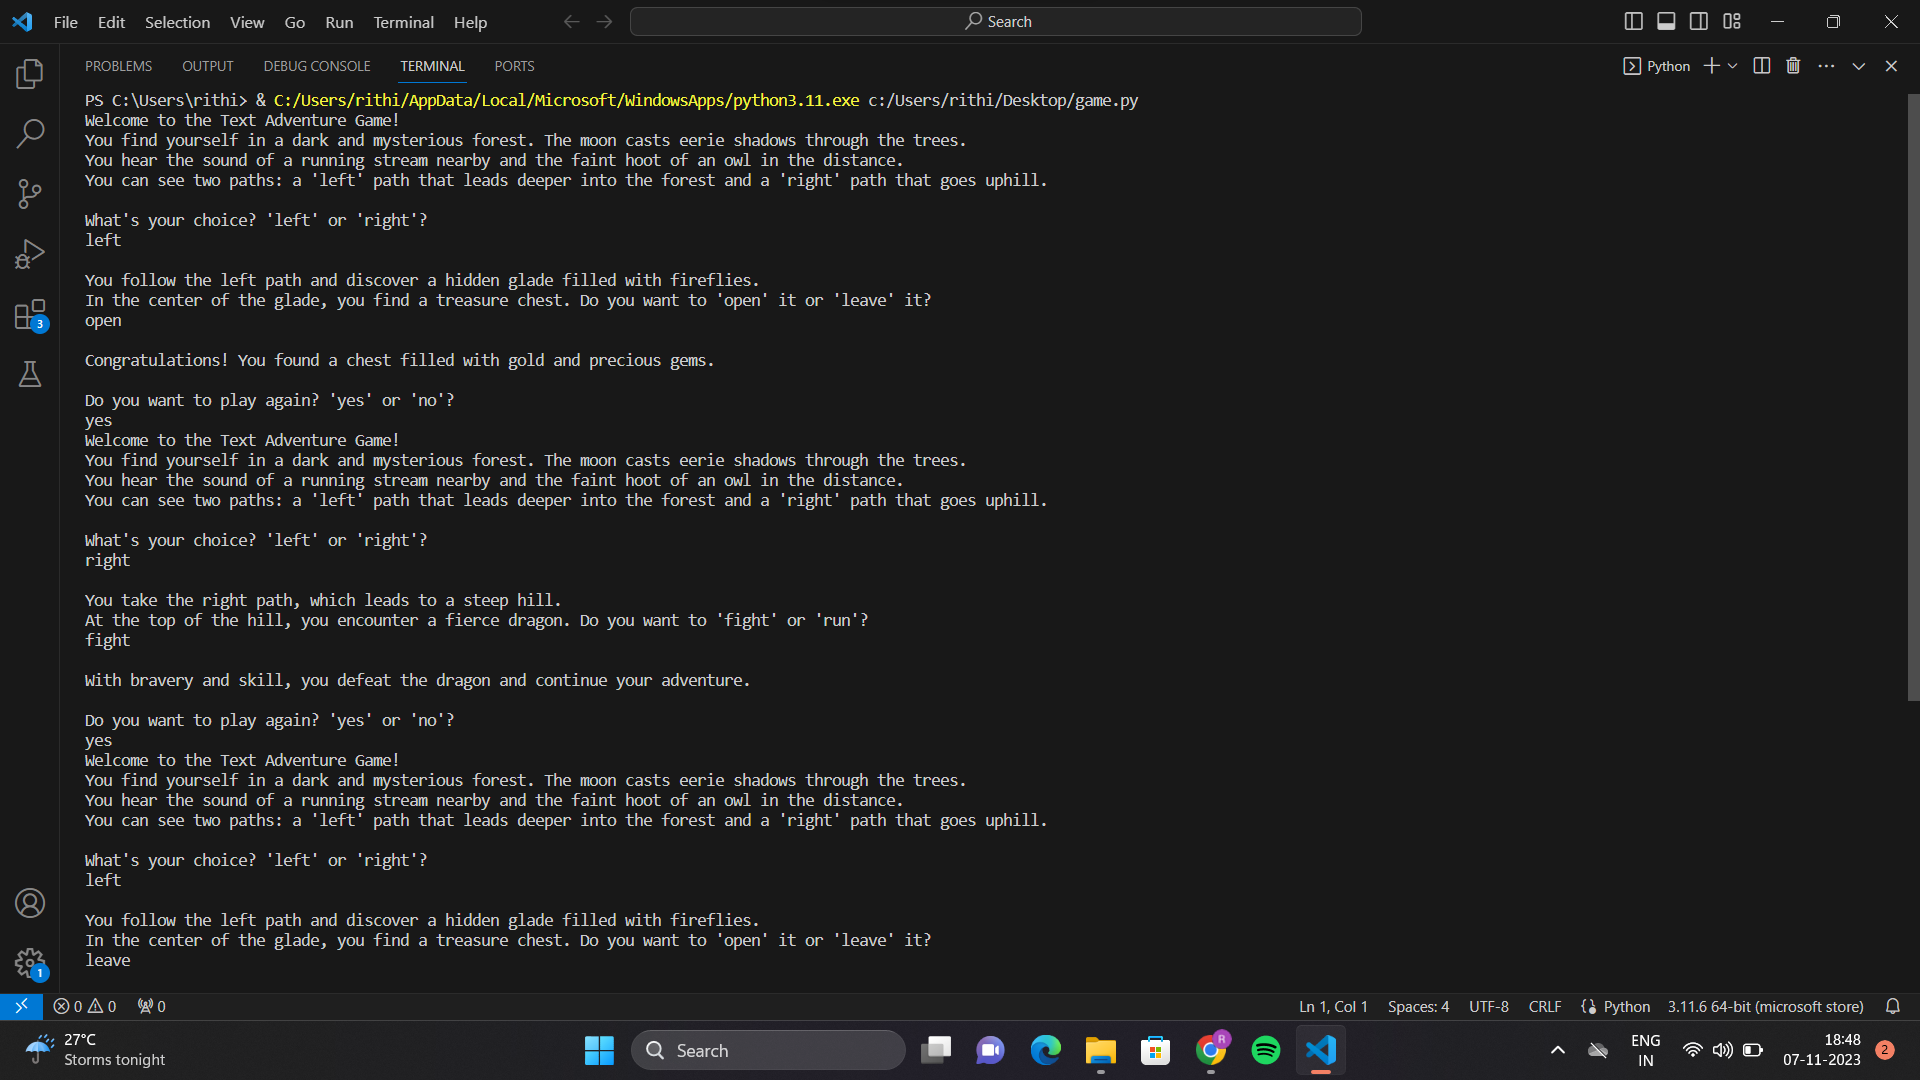 File Edit Selection View Go Run Terminal Help
Search
PROBLEMS OUTPUT DEBUG CONSOLE TERMINAL PORTS
Python
PS C:\Users\rithi> & C:/Users/rithi/AppData/Local/Microsoft/WindowsApps/python3.11.exe c:/Users/rithi/Desktop/game.py
Welcome to the Text Adventure Game!
You find yourself in a dark and mysterious forest. The moon casts eerie shadows through the trees.
You hear the sound of a running stream nearby and the faint hoot of an owl in the distance.
You can see two paths: a 'left' path that leads deeper into the forest and a 'right' path that goes uphill.
What's your choice? 'left' or 'right'?
left
You follow the left path and discover a hidden glade filled with fireflies.
In the center of the glade, you find a treasure chest. Do you want to 'open' it or 'leave' it?
open
Congratulations! You found a chest filled with gold and precious gems.
Do you want to play again? 'yes' or 'no'?
yes
Welcome to the Text Adventure Game!
You find yourself in a dark and mysterious forest. The moon casts eerie shadows through the trees.
You hear the sound of a running stream nearby and the faint hoot of an owl in the distance.
You can see two paths: a 'left' path that leads deeper into the forest and a 'right' path that goes uphill.
What's your choice? 'left' or 'right'?
right
You take the right path, which leads to a steep hill.
At the top of the hill, you encounter a fierce dragon. Do you want to 'fight' or 'run'?
fight
With bravery and skill, you defeat the dragon and continue your adventure.
Do you want to play again? 'yes' or 'no'?
yes
Welcome to the Text Adventure Game!
You find yourself in a dark and mysterious forest. The moon casts eerie shadows through the trees.
You hear the sound of a running stream nearby and the faint hoot of an owl in the distance.
You can see two paths: a 'left' path that leads deeper into the forest and a 'right' path that goes uphill.
What's your choice? 'left' or 'right'?
left
You follow the left path and discover a hidden glade filled with fireflies.
In the center of the glade, you find a treasure chest. Do you want to 'open' it or 'leave' it?
leave
3
1
0 0 0
Ln 1, Col 1 Spaces: 4 UTF-8 CRLF Python 3.11.6 64-bit (microsoft store)
27°C
Storms tonight
Search
R
ENG
IN
18:48
07-11-2023
2